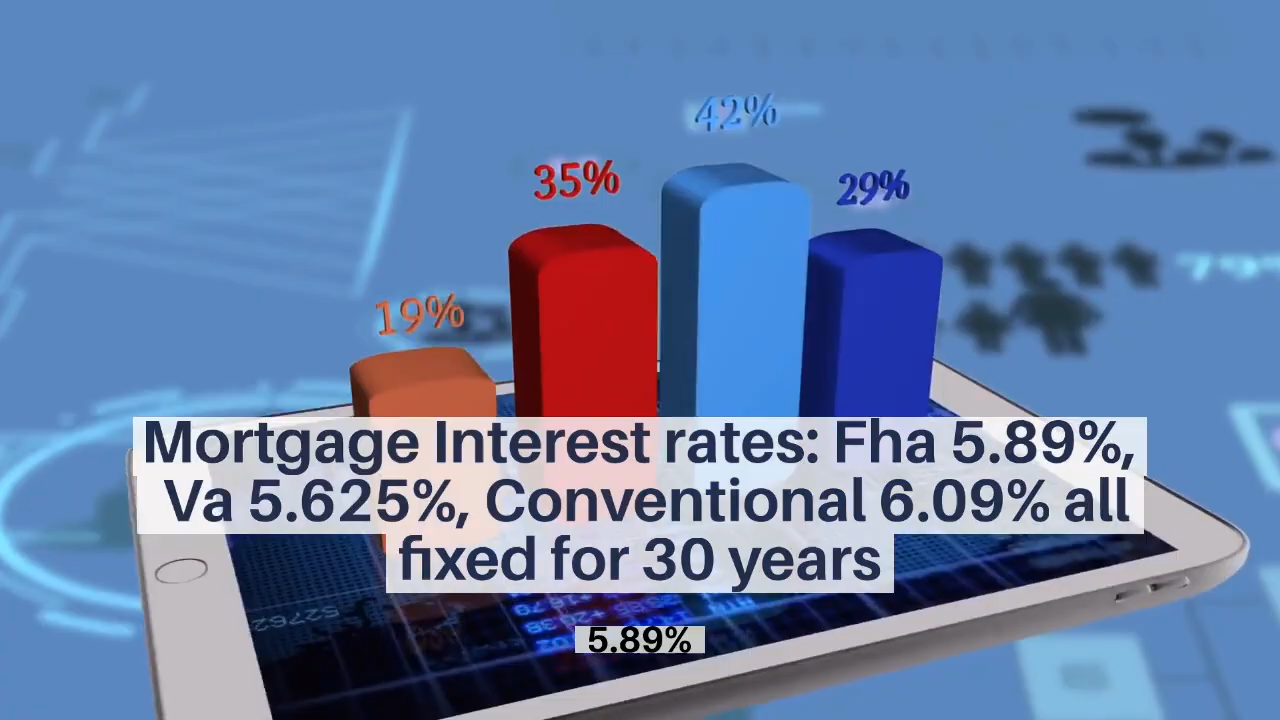 42%
35%
29%
19%
Mortgage Interest rates: Fha 5.89%,
Va 5.625%, Conventional 6.09% all
fixed for 30 years
5.89%